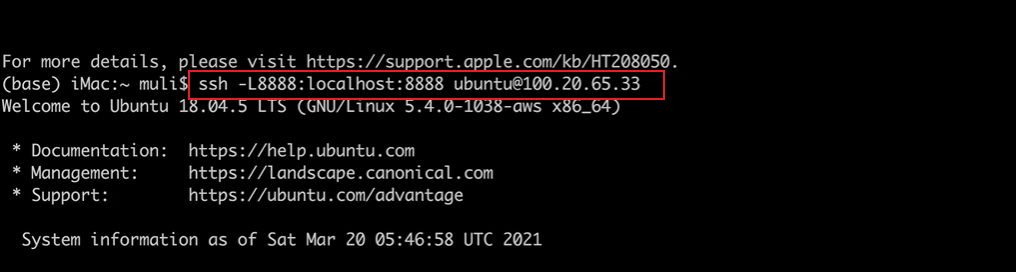 For more details, please visit https://support.apple.com/kb/HT208050.
(base) iMac:~ muli$ ssh -L8888:localhost:8888 ubuntu@100.20.65.33
Welcome to Ubuntu 18.04.5 LTS (GNU/Linux 5.4.0-1038-aws x86_64)
* Documentation:  https://help.ubuntu.com
* Management:     https://landscape.canonical.com
* Support:        https://ubuntu.com/advantage
System information as of Sat Mar 20 05:46:58 UTC 2021